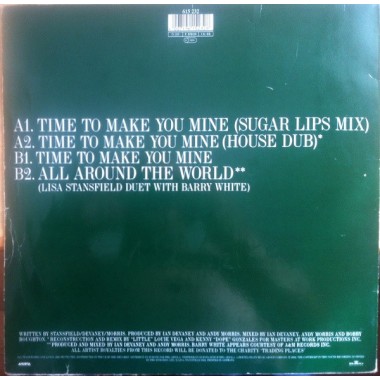 615 212
A1. TIME TO MAKE YOU MINE (SUGAR LIPS MIX)
A2. TIME TO MAKE YOU MINE (HOUSE DUB)*
B1. TIME TO MAKE YOU MINE
B2. ALL AROUND THE WORLD**
(LISA STANSFIELD DUET WITH BARRY WHITE)
WRITTEN BY STANSFIELD/DEVANEY/MORRIS. PRODUCED BY IAN DEVANEY AND ANDY MORRIS. MIXED BY IAN DEVANEY, ANDY MORRIS AND BOBBY
BOUGHTON. *RECONSTRUCTION AND REMIX BY "LITTLE" LOUIE VEGA AND KENNY "DOPE" GONZALES FOR MASTERS AT WORK PRODUCTIONS INC.
**PRODUCED AND MIXED BY IAN DEVANEY AND ANDY MORRIS. BARRY WHITE APPEARS COURTESY OF A&M RECORDS INC.
ALL ARTIST ROYALTIES FROM THIS RECORD WILL BE DONATED TO THE CHARITY 'TRADING PLACES'
ARISTA